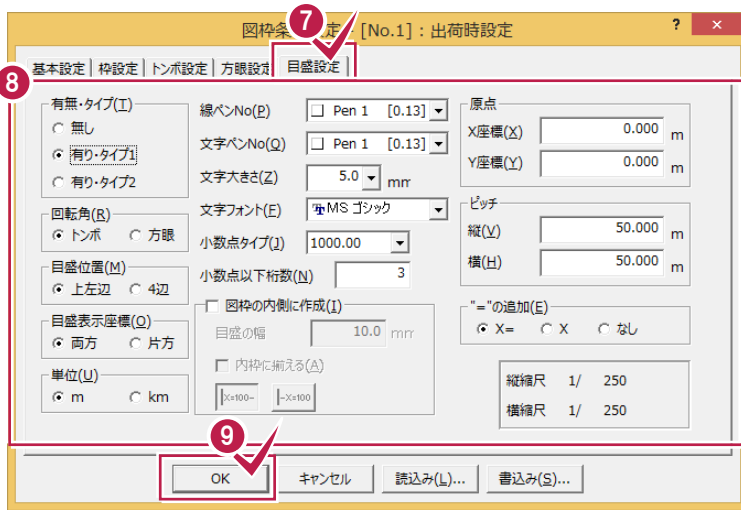 図枠条 定 - [No.1] : 出荷時設定 ? ×
7
基本設定 枠設定 トンボ設定 方眼設定 目盛設定
8
有無・タイプ(T)
無し
有り・タイプ1
有り・タイプ2
回転角(R)
トンボ 方眼
目盛位置(M)
上左辺 4辺
目盛表示座標(O)
両方 片方
単位(U)
m km
線ペンNo(P) Pen 1 [0.13]
文字ペンNo(Q) Pen 1 [0.13]
文字大きさ(Z) 5.0 mm
文字フォント(F) MS ゴシック
小数点タイプ(J) 1000.00
小数点以下桁数(N) 3
図枠の内側に作成(I)
目盛の幅 10.0 mm
内枠に揃える(A)
X=100- -X=100
原点
X座標(X) 0.000 m
Y座標(Y) 0.000 m
ピッチ
縦(V) 50.000 m
横(H) 50.000 m
"="の追加(E)
X= X なし
縦縮尺 1/ 250
横縮尺 1/ 250
9
OK キャンセル 読込み(L)... 書込み(S)...